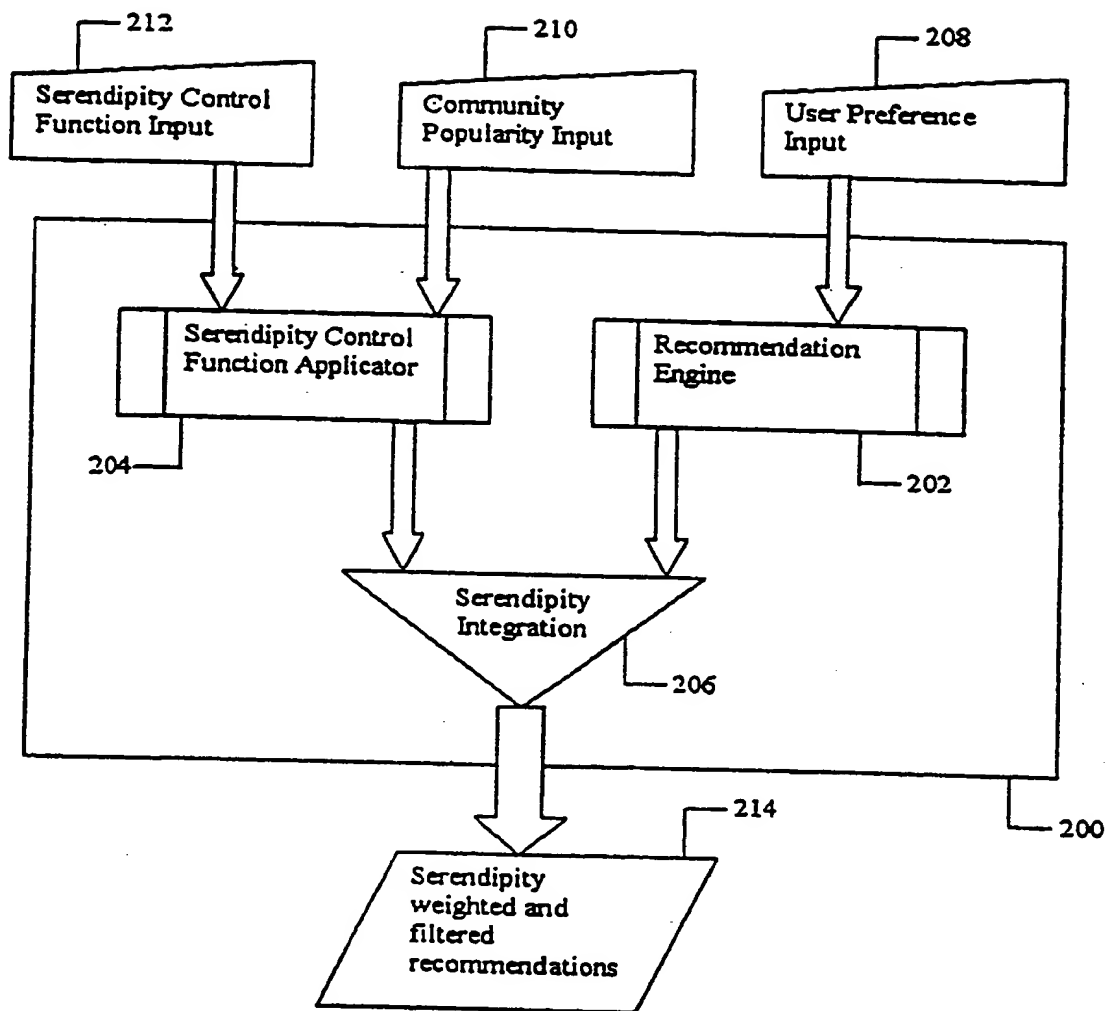 212
210
208
Serendipity Control
Function Input
Community
Popularity Input
User Preference
Input
Serendipity Control
Function Applicator
Recommendation
Engine
204
202
Serendipity
Integration
206
200
214
Serendipity
weighted and
filtered
recommendations